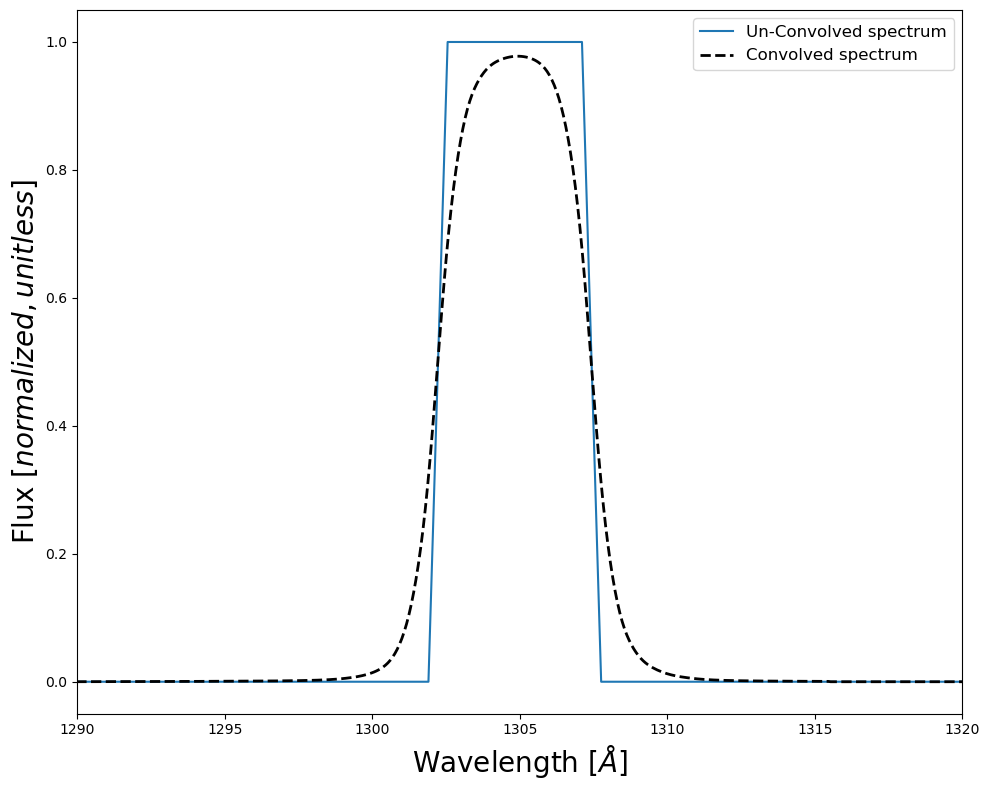 Un-Convolved spectrum
Convolved spectrum
1.0
0.8
0.6
0.4
0.2
0.0
Flux [normalized, unitless]
1290 1295 1300 1305 1310 1315 1320
Wavelength [Å]